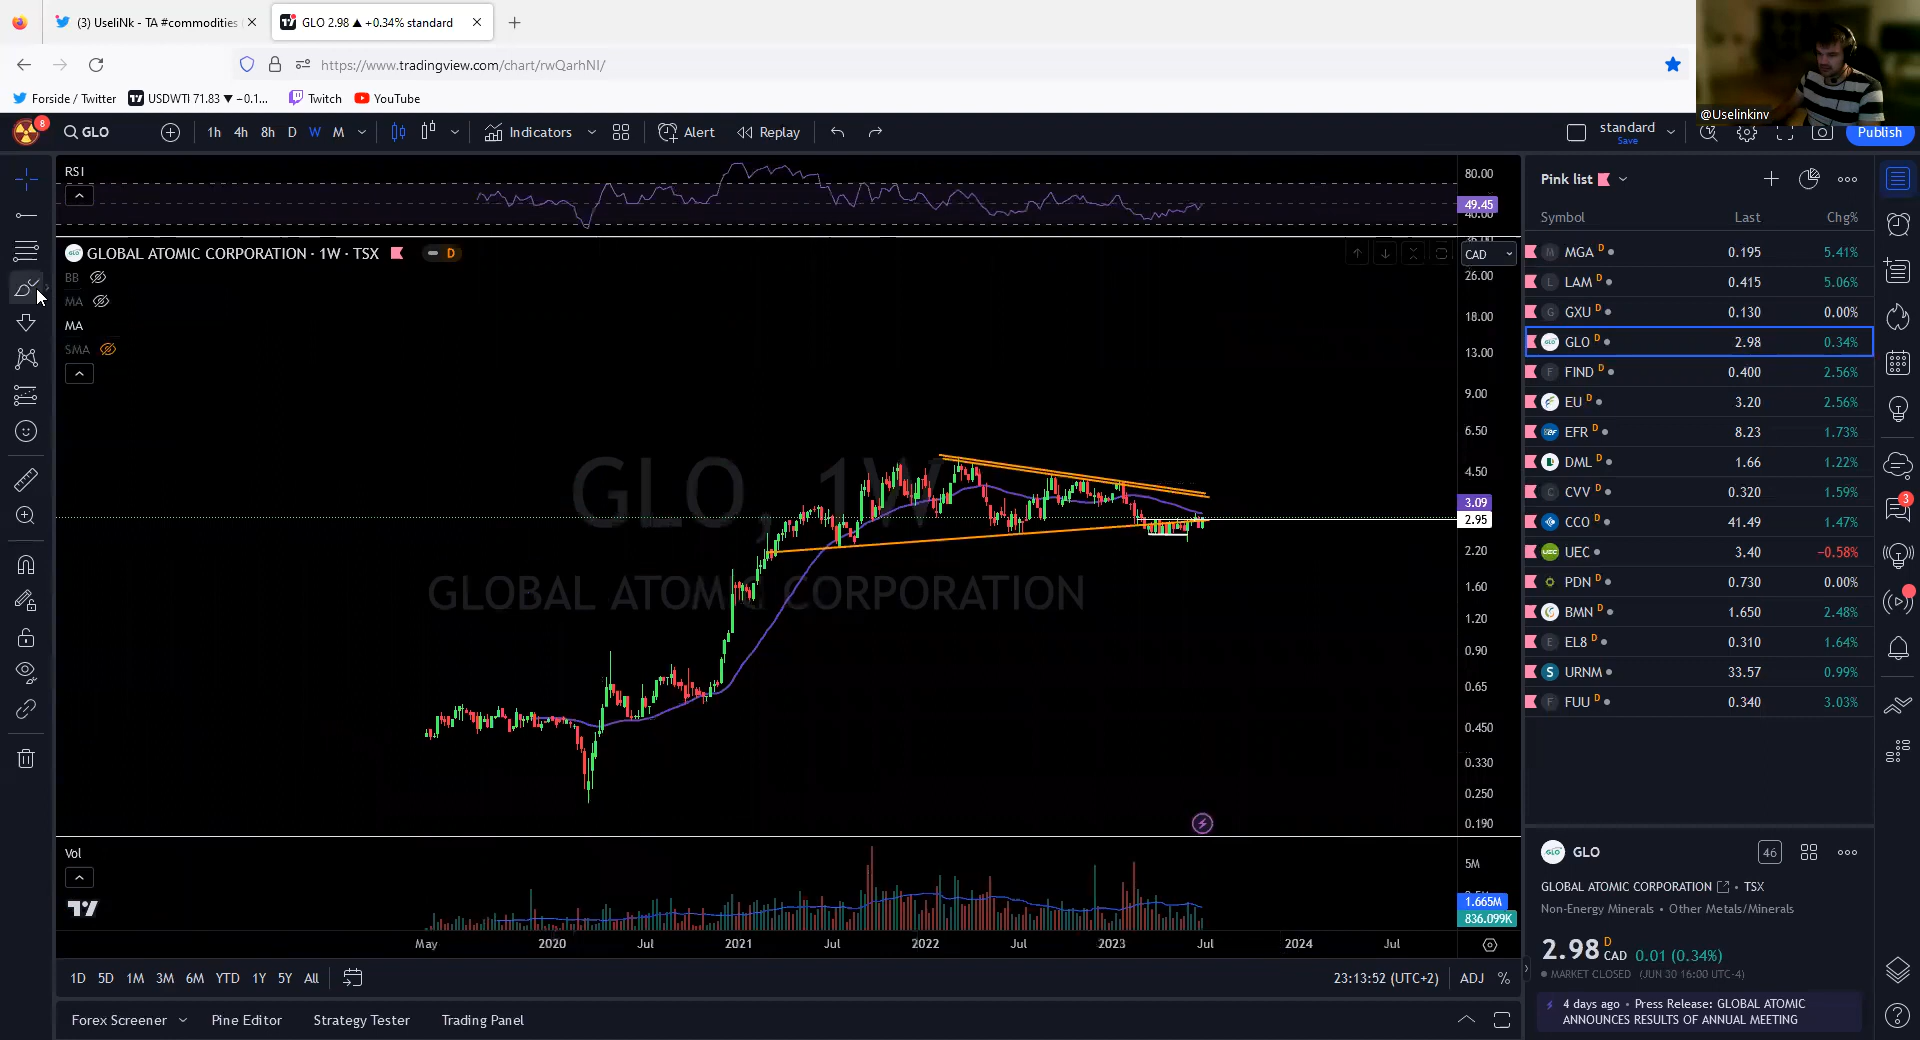 (3) UseliNk - TA #commodities
GLO 2.98 ▲ +0.34% standard
https://www.tradingview.com/chart/rwQarhNI/
Forside / Twitter
USDWTI 71.83 ▼ −0.1...
Twitch
YouTube
@Uselinkinv
8
GLO
1h
4h
8h
D
W
M
Indicators
Alert
Replay
standard
Save
Publish
RSI
80.00
49.45
40.00
GLOBAL ATOMIC CORPORATION · 1W · TSX
D
CAD
BB
MA
MA
SMA
26.00
18.00
13.00
9.00
6.50
4.50
3.09
2.95
2.20
1.60
1.20
0.90
0.65
0.450
0.330
0.250
0.190
GLO, 1W
GLOBAL ATOMIC CORPORATION
Vol
5M
1.665M
836.099K
May
2020
Jul
2021
Jul
2022
Jul
2023
Jul
2024
Jul
1D
5D
1M
3M
6M
YTD
1Y
5Y
All
23:13:52 (UTC+2)
ADJ
%
Forex Screener
Pine Editor
Strategy Tester
Trading Panel
Pink list
Symbol Last Chg%
MGA D 0.195 5.41%
LAM D 0.415 5.06%
GXU D 0.130 0.00%
GLO D 2.98 0.34%
FIND D 0.400 2.56%
EU D 3.20 2.56%
EFR D 8.23 1.73%
DML D 1.66 1.22%
CVV D 0.320 1.59%
CCO D 41.49 1.47%
UEC 3.40 −0.58%
PDN D 0.730 0.00%
BMN D 1.650 2.48%
EL8 D 0.310 1.64%
URNM 33.57 0.99%
FUU D 0.340 3.03%
3
GLO
46
GLOBAL ATOMIC CORPORATION • TSX
Non-Energy Minerals • Other Metals/Minerals
2.98 D CAD 0.01 (0.34%)
MARKET CLOSED (JUN 30 16:00 UTC-4)
4 days ago • Press Release: GLOBAL ATOMIC
ANNOUNCES RESULTS OF ANNUAL MEETING